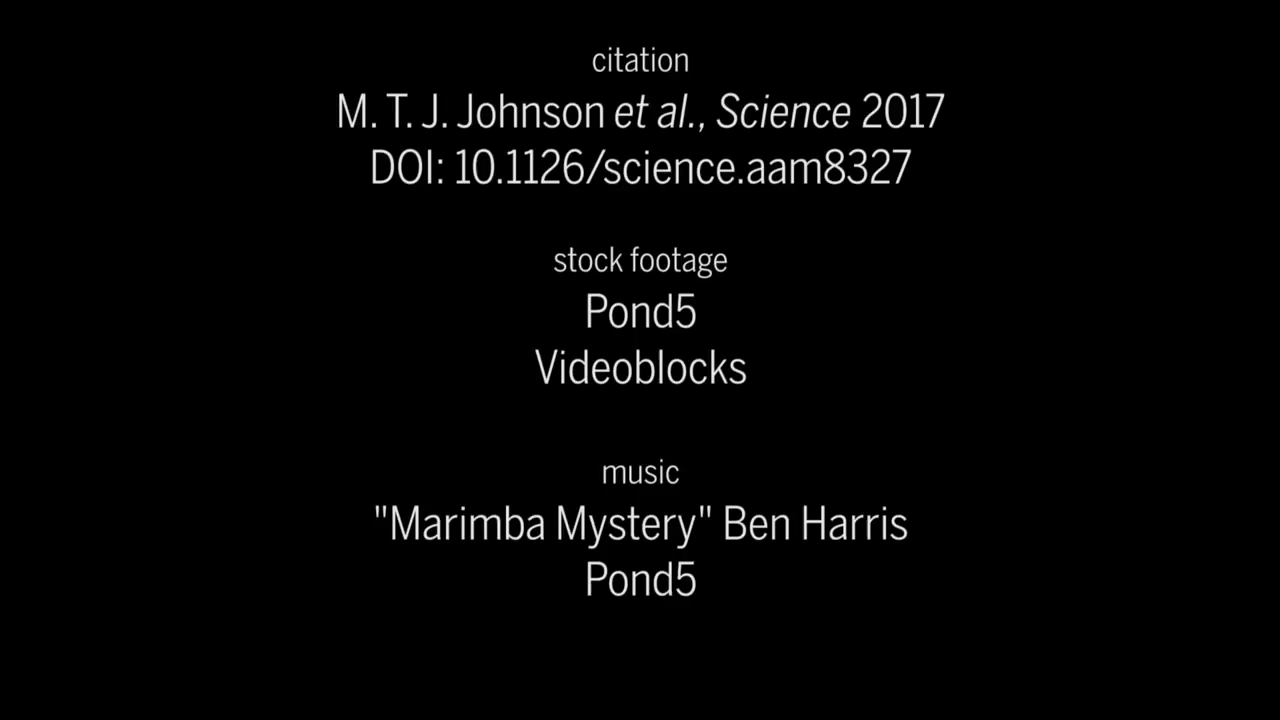 citation
M. T. J. Johnson et al., Science 2017
DOI: 10.1126/science.aam8327
stock footage
Pond5
Videoblocks
music
"Marimba Mystery" Ben Harris
Pond5